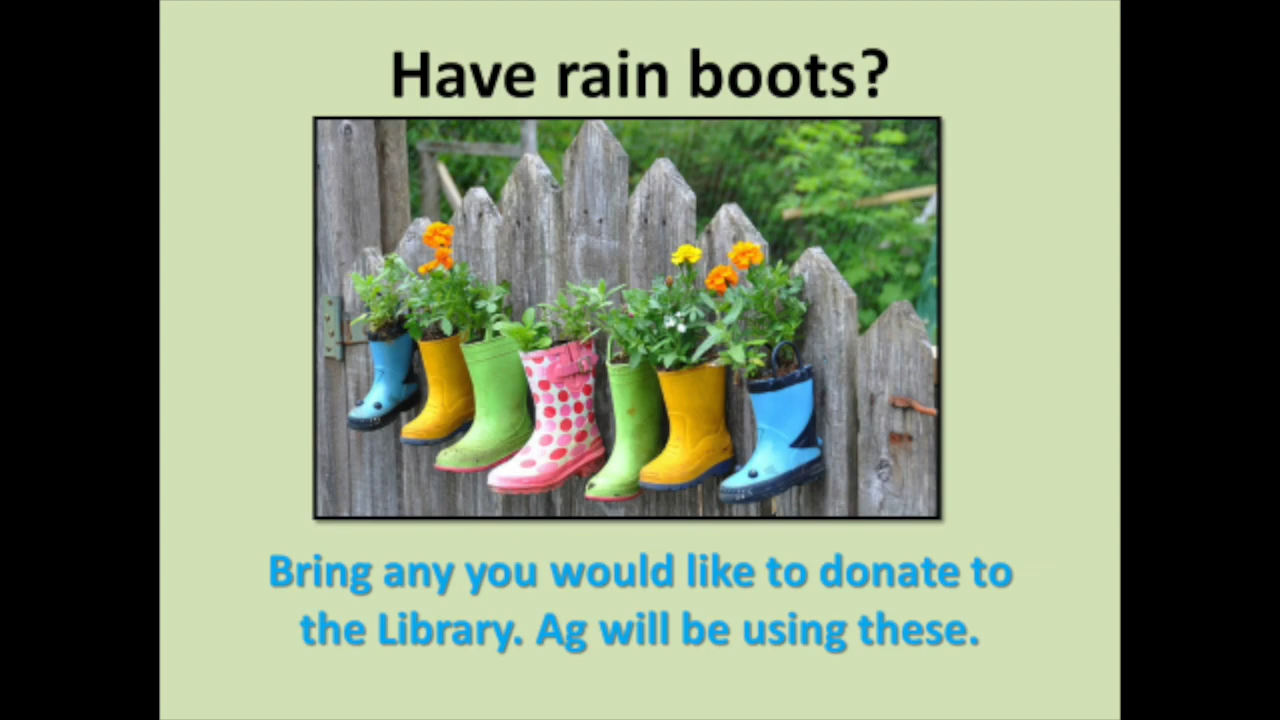 Have rain boots?
Bring any you would like to donate to
the Library. Ag will be using these.